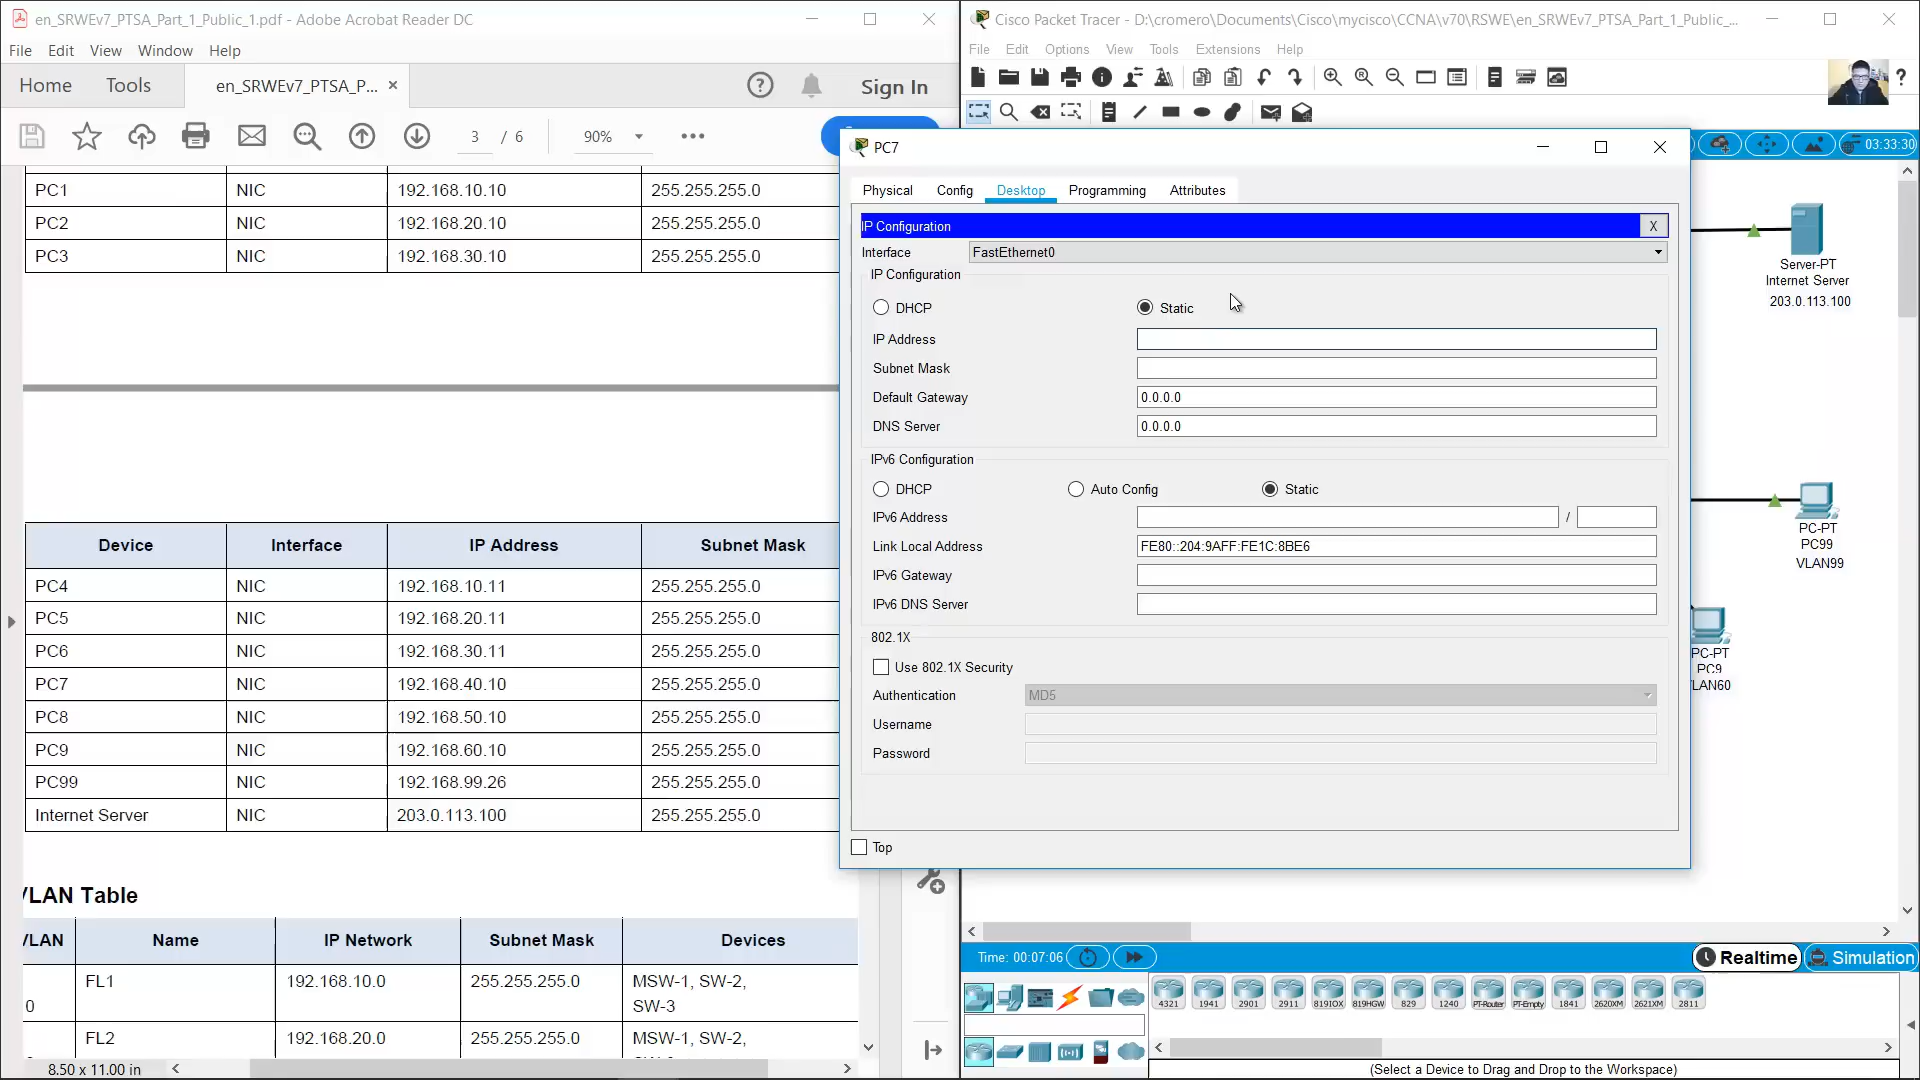 en_SRWEv7_PTSA_Part_1_Public_1.pdf - Adobe Acrobat Reader DC
File Edit View Window Help
Home Tools en_SRWEv7_PTSA_P... × Sign In
3 / 6 90%
PC1 NIC 192.168.10.10 255.255.255.0
PC2 NIC 192.168.20.10 255.255.255.0
PC3 NIC 192.168.30.10 255.255.255.0
Device Interface IP Address Subnet Mask
PC4 NIC 192.168.10.11 255.255.255.0
PC5 NIC 192.168.20.11 255.255.255.0
PC6 NIC 192.168.30.11 255.255.255.0
PC7 NIC 192.168.40.10 255.255.255.0
PC8 NIC 192.168.50.10 255.255.255.0
PC9 NIC 192.168.60.10 255.255.255.0
PC99 NIC 192.168.99.26 255.255.255.0
Internet Server NIC 203.0.113.100 255.255.255.0
VLAN Table
VLAN Name IP Network Subnet Mask Devices
0 FL1 192.168.10.0 255.255.255.0 MSW-1, SW-2,
SW-3
FL2 192.168.20.0 255.255.255.0 MSW-1, SW-2,
8.50 x 11.00 in
Cisco Packet Tracer - D:\cromero\Documents\Cisco\mycisco\CCNA\v70\RSWE\en_SRWEv7_PTSA_Part_1_Public_...
File Edit Options View Tools Extensions Help
?
03:33:30
PC7
Physical Config Desktop Programming Attributes
IP Configuration X
Interface FastEthernet0
IP Configuration
DHCP Static
IP Address
Subnet Mask
Default Gateway 0.0.0.0
DNS Server 0.0.0.0
IPv6 Configuration
DHCP Auto Config Static
IPv6 Address /
Link Local Address FE80::204:9AFF:FE1C:8BE6
IPv6 Gateway
IPv6 DNS Server
802.1X
Use 802.1X Security
Authentication MD5
Username
Password
Top
Server-PT
Internet Server
203.0.113.100
PC-PT
PC99
VLAN99
PC-PT
PC9
VLAN60
Time: 00:07:06 Realtime Simulation
4321 1941 2901 2911 819IOX 819HGW 829 1240 PT-Router PT-Empty 1841 2620XM 2621XM 2811
(Select a Device to Drag and Drop to the Workspace)